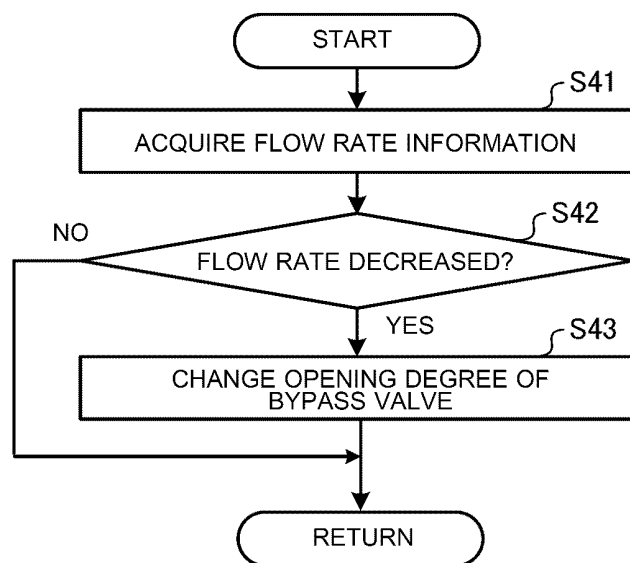 START
S41
ACQUIRE FLOW RATE INFORMATION
S42
NO
FLOW RATE DECREASED?
YES
S43
CHANGE OPENING DEGREE OF
BYPASS VALVE
RETURN